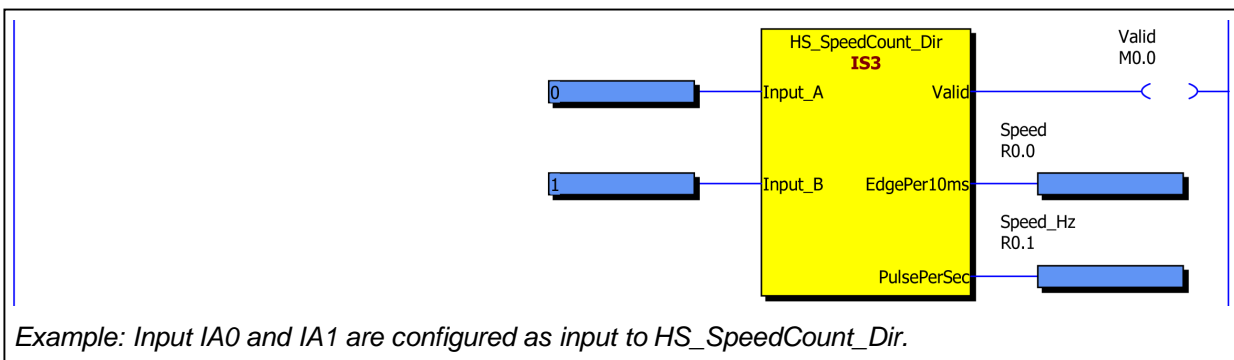 HS_SpeedCount_Dir
IS3
Valid
M0.0
0
Input_A
Valid
Speed
R0.0
1
Input_B
EdgePer10ms
Speed_Hz
R0.1
PulsePerSec
Example: Input IA0 and IA1 are configured as input to HS_SpeedCount_Dir.